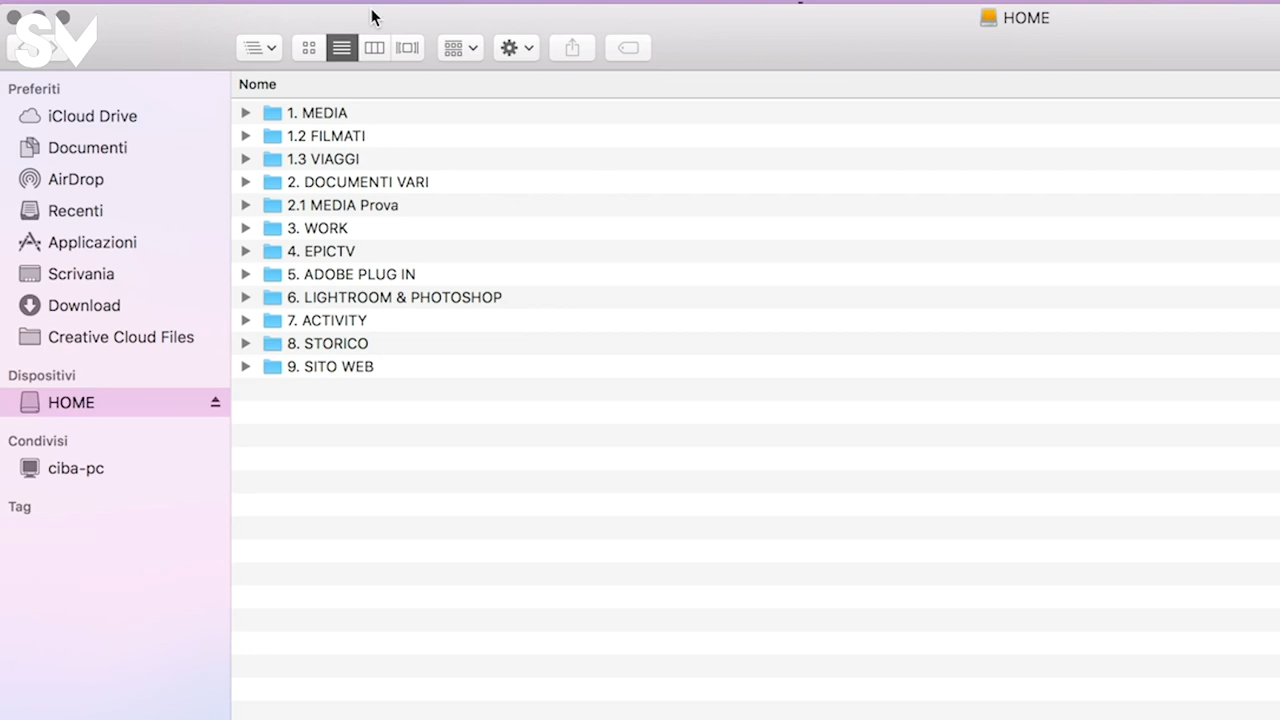 SV
HOME
Preferiti
iCloud Drive
Documenti
AirDrop
Recenti
Applicazioni
Scrivania
Download
Creative Cloud Files
Dispositivi
HOME
Condivisi
ciba-pc
Tag
Nome
1. MEDIA
1.2 FILMATI
1.3 VIAGGI
2. DOCUMENTI VARI
2.1 MEDIA Prova
3. WORK
4. EPICTV
5. ADOBE PLUG IN
6. LIGHTROOM & PHOTOSHOP
7. ACTIVITY
8. STORICO
9. SITO WEB